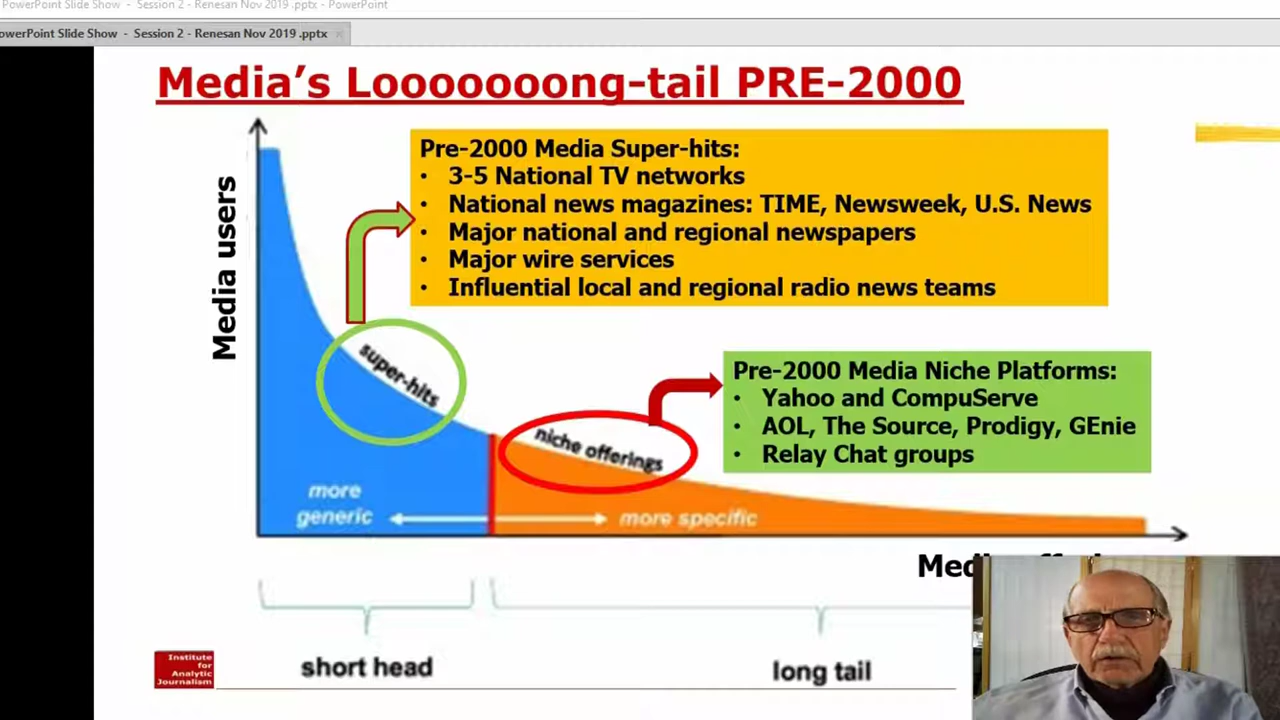 PowerPoint Slide Show - Session 2 - Renesan Nov 2019 .pptx - PowerPoint
owerPoint Slide Show - Session 2 - Renesan Nov 2019 .pptx
Media’s Looooooong-tail PRE-2000
Media users
Pre-2000 Media Super-hits:
• 3-5 National TV networks
• National news magazines: TIME, Newsweek, U.S. News
• Major national and regional newspapers
• Major wire services
• Influential local and regional radio news teams
super-hits
Pre-2000 Media Niche Platforms:
• Yahoo and CompuServe
• AOL, The Source, Prodigy, GEnie
• Relay Chat groups
niche offerings
more
generic
more specific
short head
long tail
Institute
for
Analytic
Journalism